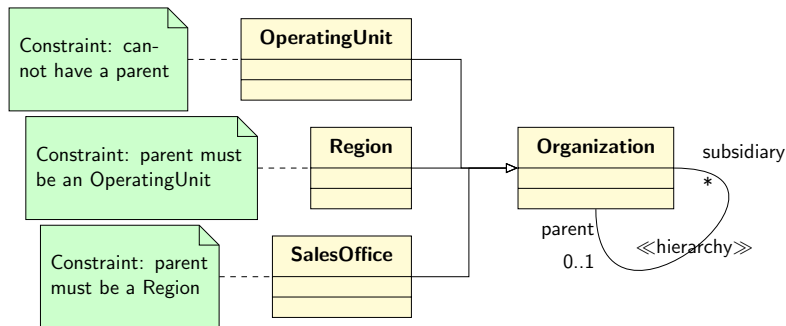 OperatingUnit
Constraint: can-
not have a parent
Region
Constraint: parent must
be an OperatingUnit
SalesOffice
Constraint: parent
must be a Region
Organization
subsidiary
*
parent
0..1
≪hierarchy≫